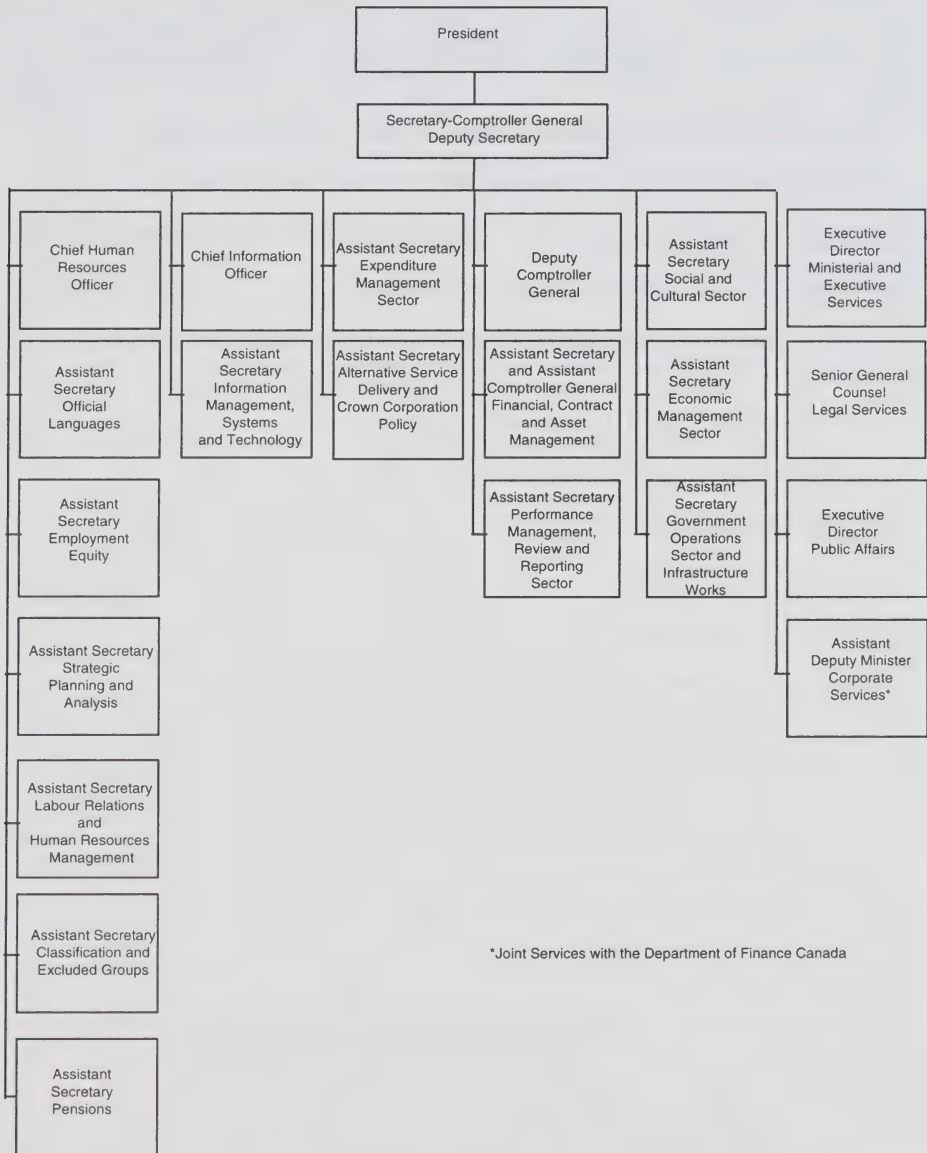 President
Secretary-Comptroller General
Deputy Secretary
Chief Human
Resources
Officer
Assistant
Secretary
Official
Languages
Assistant
Secretary
Employment
Equity
Assistant Secretary
Strategic
Planning and
Analysis
Assistant Secretary
Labour Relations
and
Human Resources
Management
Assistant Secretary
Classification and
Excluded Groups
Assistant
Secretary
Pensions
Chief Information
Officer
Assistant
Secretary
Information
Management,
Systems
and Technology
Assistant Secretary
Expenditure
Management
Sector
Assistant Secretary
Alternative Service
Delivery and
Crown Corporation
Policy
Deputy
Comptroller
General
Assistant Secretary
and Assistant
Comptroller General
Financial, Contract
and Asset
Management
Assistant Secretary
Performance
Management,
Review and
Reporting
Sector
Assistant
Secretary
Social and
Cultural Sector
Assistant
Secretary
Economic
Management
Sector
Assistant
Secretary
Government
Operations
Sector and
Infrastructure
Works
Executive
Director
Ministerial and
Executive
Services
Senior General
Counsel
Legal Services
Executive
Director
Public Affairs
Assistant
Deputy Minister
Corporate
Services*
*Joint Services with the Department of Finance Canada